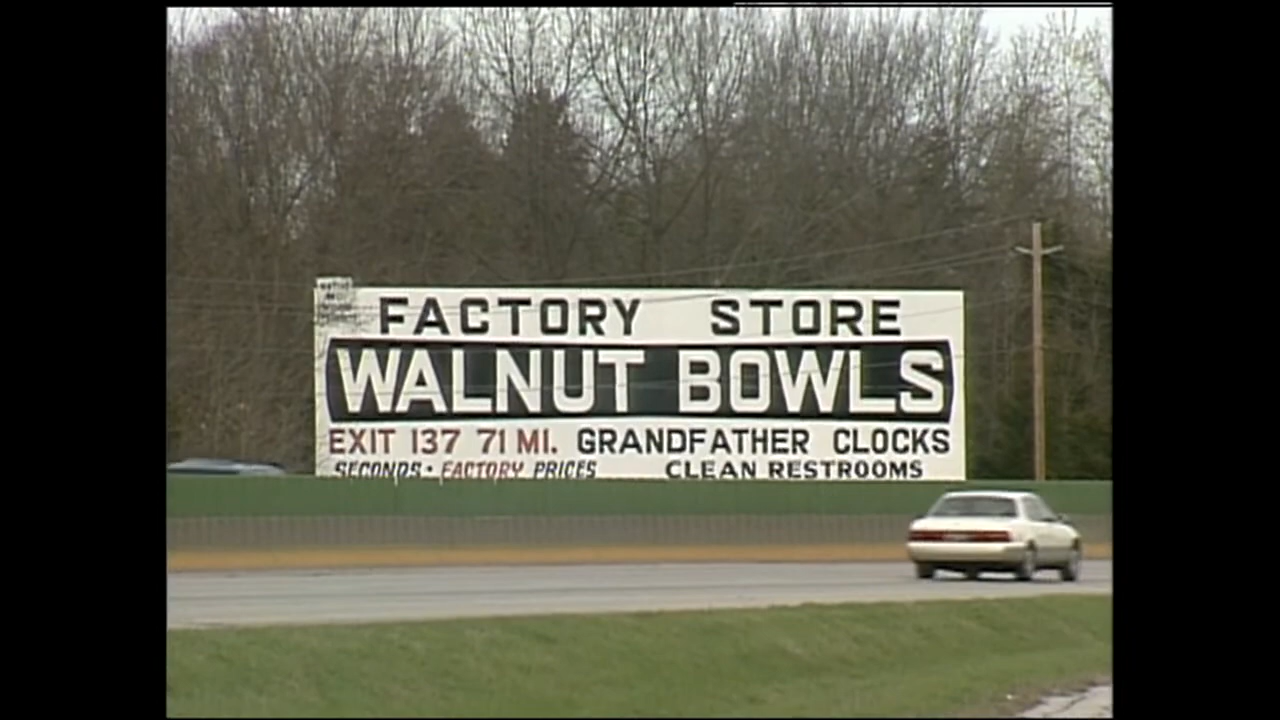 FACTORY STORE
WALNUT BOWLS
EXIT 137 71 MI. GRANDFATHER CLOCKS
SECONDS • FACTORY PRICES CLEAN RESTROOMS